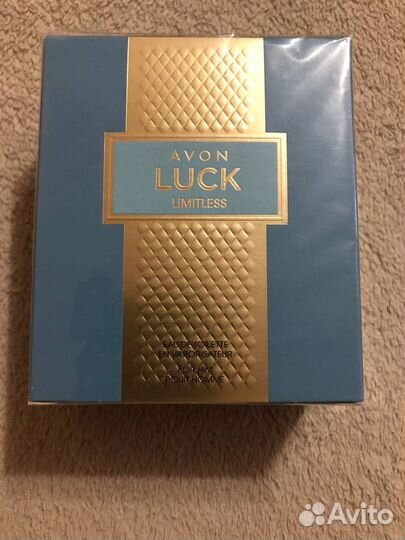 AVON
LUCK
LIMITLESS
EAU DE TOILETTE
EN VAPORISATEUR
FOR HIM
POUR HOMME
Avito